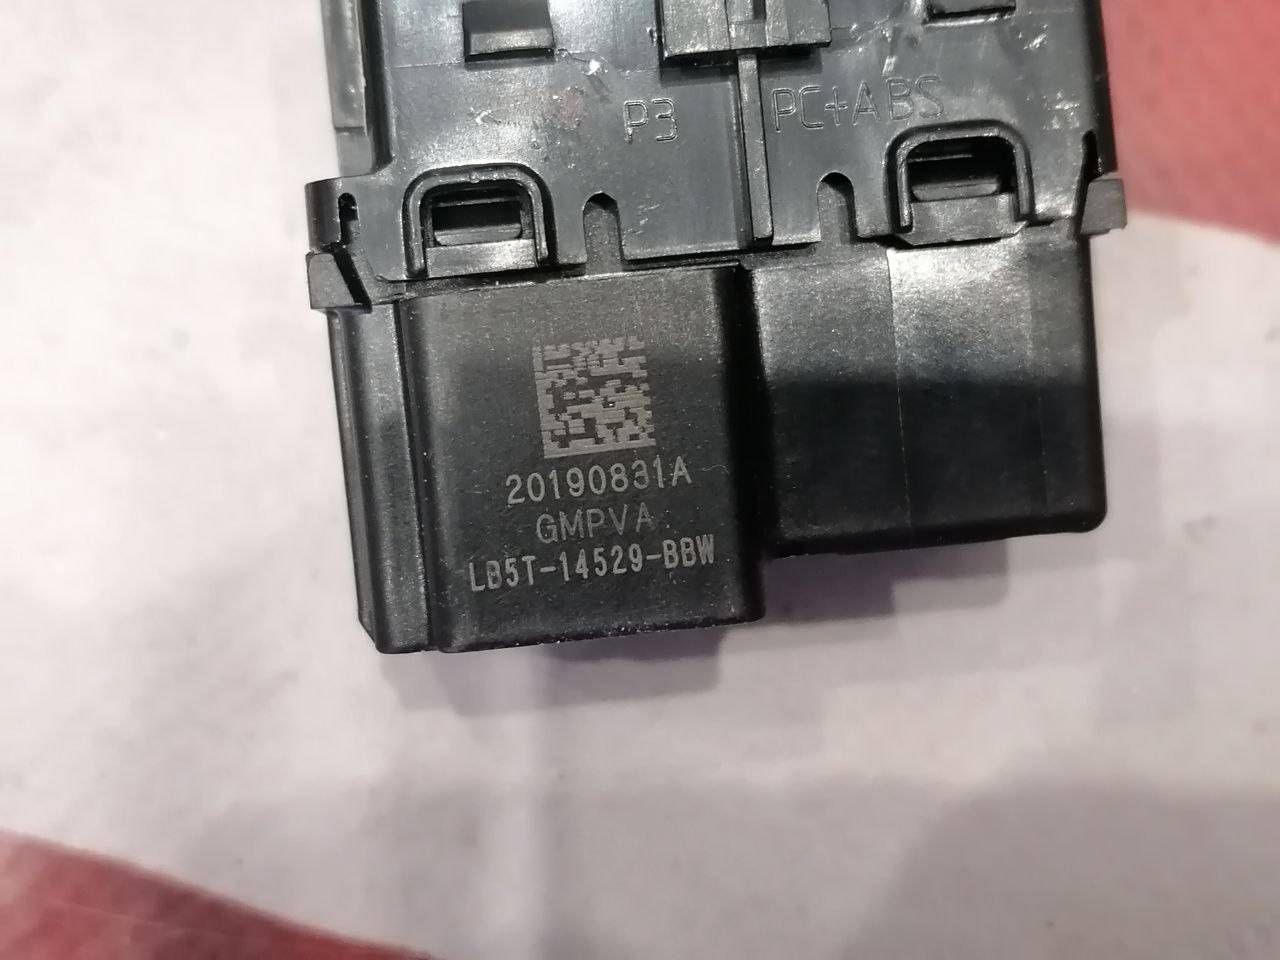 P3
PC+ABS
20190831A
GMPVA
LB5T-14529-BBW